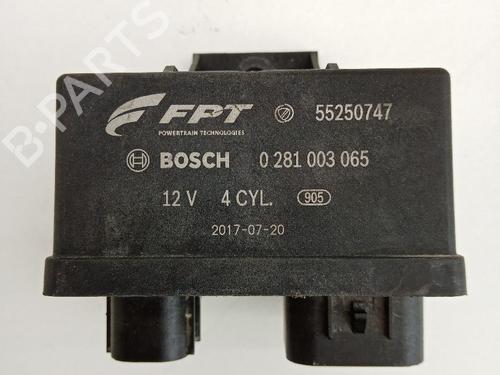 B-PARTS
FPT 55250747
POWERTRAIN TECHNOLOGIES
BOSCH 0 281 003 065
12 V 4 CYL. 905
2017-07-20